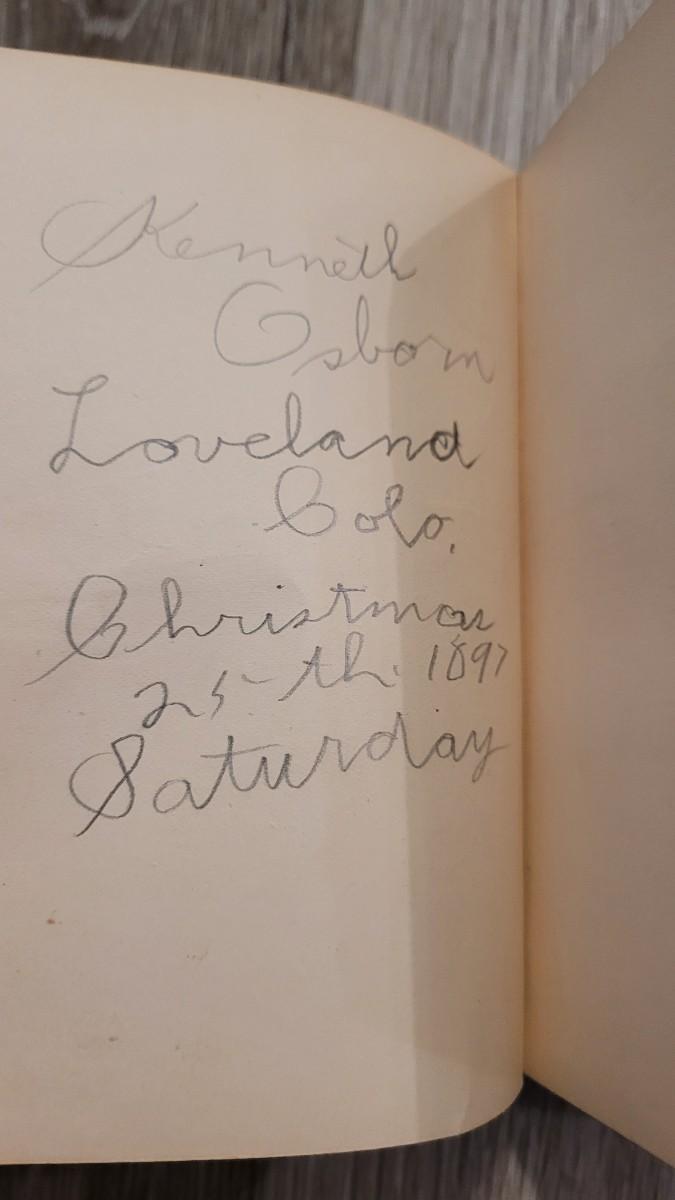 Kenneth
Osborn
Loveland
Colo.
Christmas
25-th. 1897
Saturday